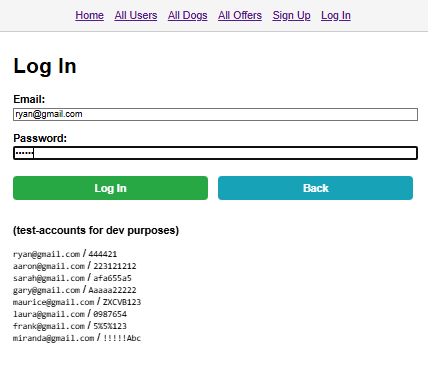 Home All Users All Dogs All Offers Sign Up Log In
Log In
Email:
ryan@gmail.com
Password:
••••••
Log In Back
(test-accounts for dev purposes)
ryan@gmail.com / 444421
aaron@gmail.com / 223121212
sarah@gmail.com / afa655a5
gary@gmail.com / Aaaaa22222
maurice@gmail.com / ZXCVB123
laura@gmail.com / 0987654
frank@gmail.com / 5%5%123
miranda@gmail.com / !!!!!Abc